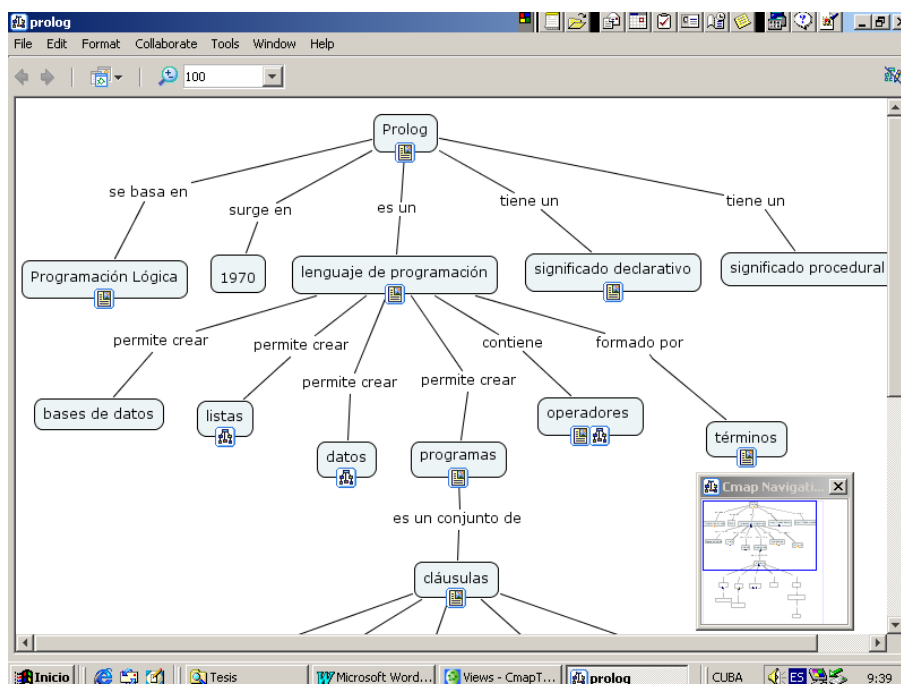 prolog
File Edit Format Collaborate Tools Window Help
100
Prolog
se basa en
surge en
es un
tiene un
tiene un
Programación Lógica
1970
lenguaje de programación
significado declarativo
significado procedural
permite crear
permite crear
permite crear
permite crear
contiene
formado por
bases de datos
listas
datos
programas
operadores
términos
Cmap Navigati...
es un conjunto de
cláusulas
Inicio Tesis Microsoft Word... Views - CmapT... prolog CUBA ES 9:39